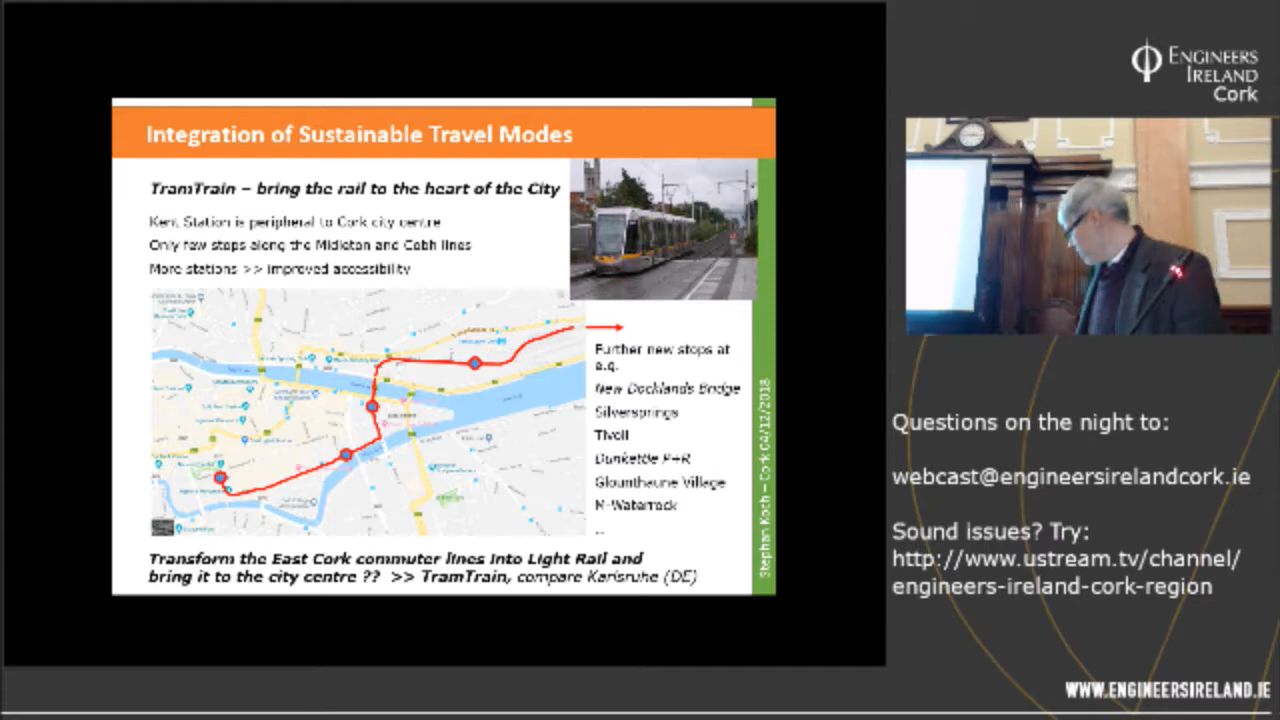 Integration of Sustainable Travel Modes
TramTrain – bring the rail to the heart of the City
Kent Station is peripheral to Cork city centre
Only few stops along the Midleton and Cobh lines
More stations >> improved accessibility
Further new stops at
e.g.
New Docklands Bridge
Silversprings
Tivoli
Dunkettle P+R
Glounthaune Village
M-Waterrock
...
Transform the East Cork commuter lines into Light Rail and
bring it to the city centre ?? >> TramTrain, compare Karlsruhe (DE)
Stephan Koch – Cork 04/12/2018
ENGINEERS
IRELAND
Cork
Questions on the night to:
webcast@engineersirelandcork.ie
Sound issues? Try:
http://www.ustream.tv/channel/
engineers-ireland-cork-region
WWW.ENGINEERSIRELAND.IE